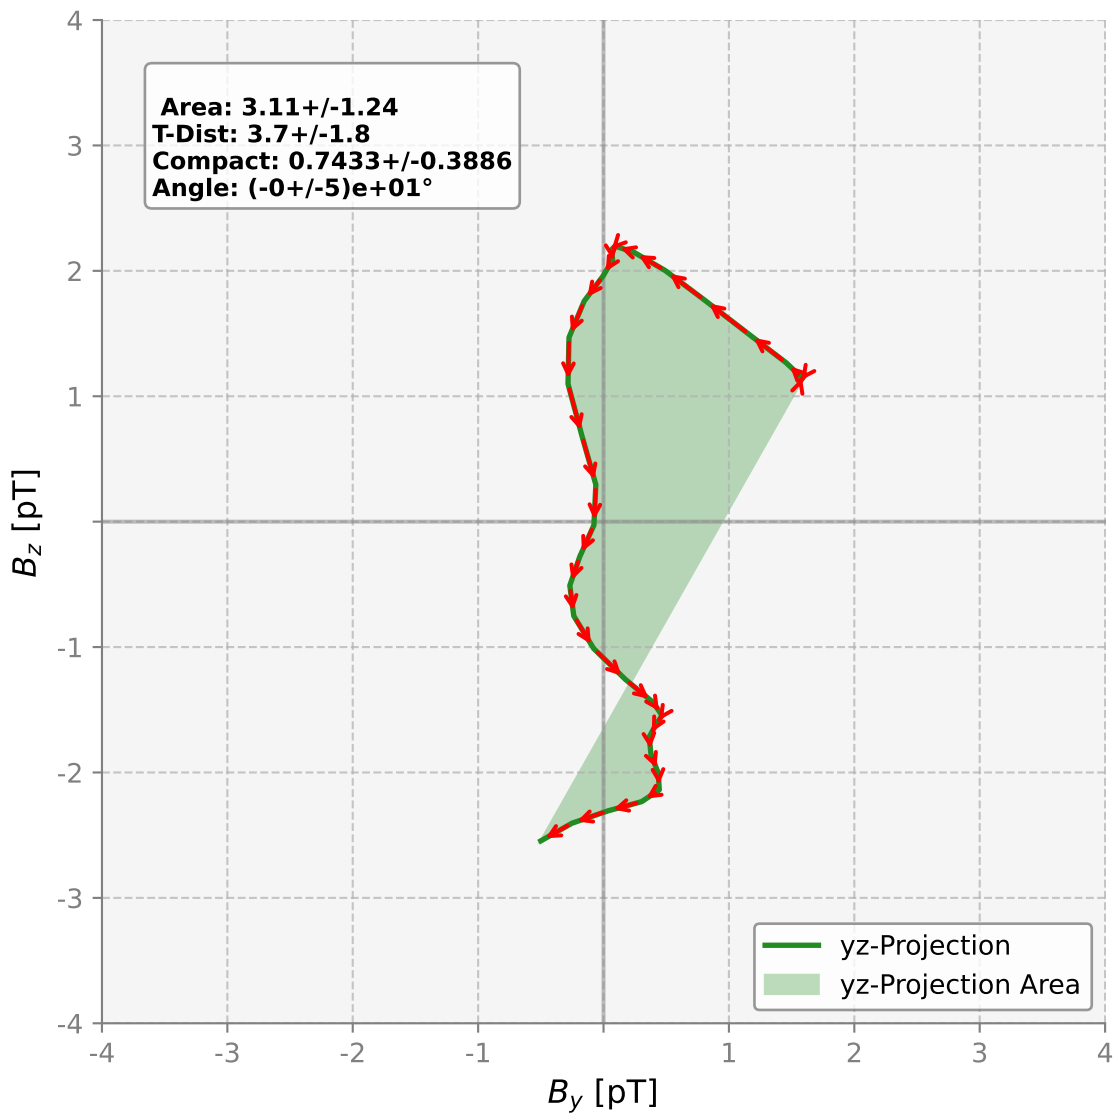 4
3
2
1
-1
-2
-3
-4
-4
-3
-2
-1
1
2
3
4
B_z [pT]
B_y [pT]
Area: 3.11+/-1.24
T-Dist: 3.7+/-1.8
Compact: 0.7433+/-0.3886
Angle: (-0+/-5)e+01°
yz-Projection
yz-Projection Area